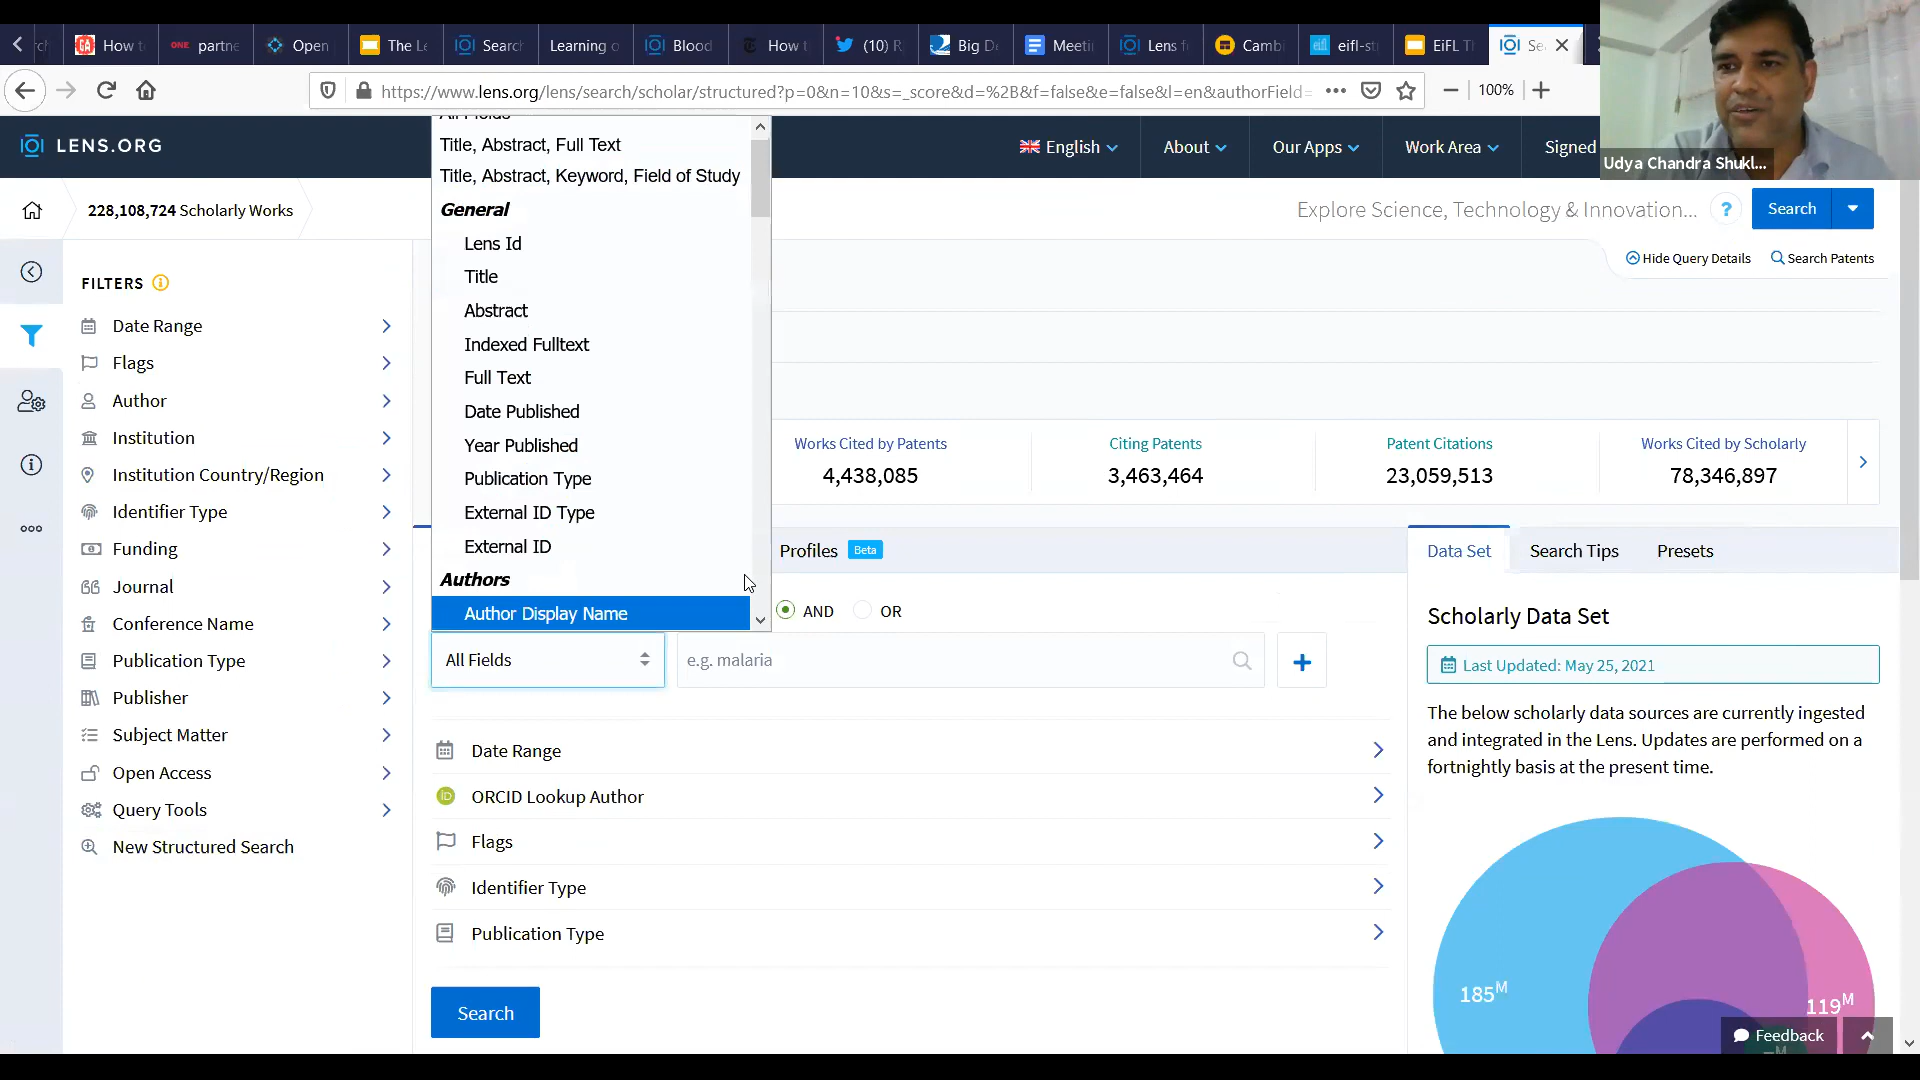 How t
ONE partne
Open
The Le
Search
Learning o
Blood
How t
(10) R
Big D
Meeti
Lens f
Camb
eifl-st
EiFL T
Se
https://www.lens.org/lens/search/scholar/structured?p=0&n=10&s=_score&d=%2B&f=false&e=false&l=en&authorField=
100%
LENS.ORG
English
About
Our Apps
Work Area
Signed
Udya Chandra Shukl...
228,108,724 Scholarly Works
Explore Science, Technology & Innovation...
?
Search
Hide Query Details
Search Patents
FILTERS
Date Range
Flags
Author
Institution
Institution Country/Region
Identifier Type
Funding
Journal
Conference Name
Publication Type
Publisher
Subject Matter
Open Access
Query Tools
New Structured Search
All Fields
Title, Abstract, Full Text
Title, Abstract, Keyword, Field of Study
General
Lens Id
Title
Abstract
Indexed Fulltext
Full Text
Date Published
Year Published
Publication Type
External ID Type
External ID
Authors
Author Display Name
Works Cited by Patents
4,438,085
Citing Patents
3,463,464
Patent Citations
23,059,513
Works Cited by Scholarly
78,346,897
Profiles Beta
AND
OR
All Fields
e.g. malaria
Date Range
ORCID Lookup Author
Flags
Identifier Type
Publication Type
Search
Data Set
Search Tips
Presets
Scholarly Data Set
Last Updated: May 25, 2021
The below scholarly data sources are currently ingested
and integrated in the Lens. Updates are performed on a
fortnightly basis at the present time.
185M
119M
Feedback